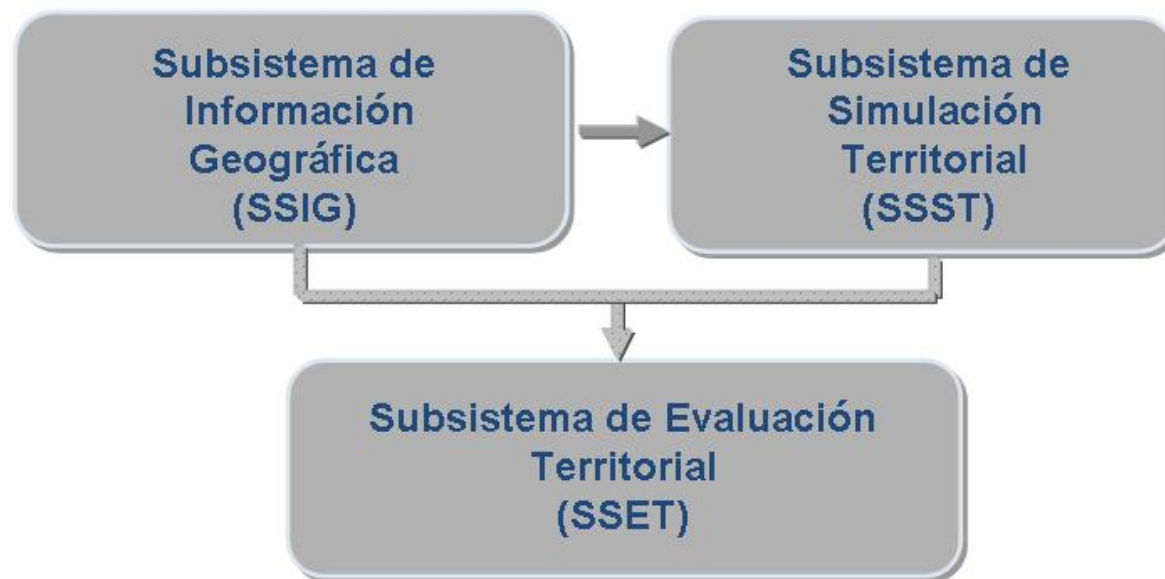 Subsistema de
Información
Geográfica
(SSIG)
Subsistema de
Simulación
Territorial
(SSST)
Subsistema de Evaluación
Territorial
(SSET)